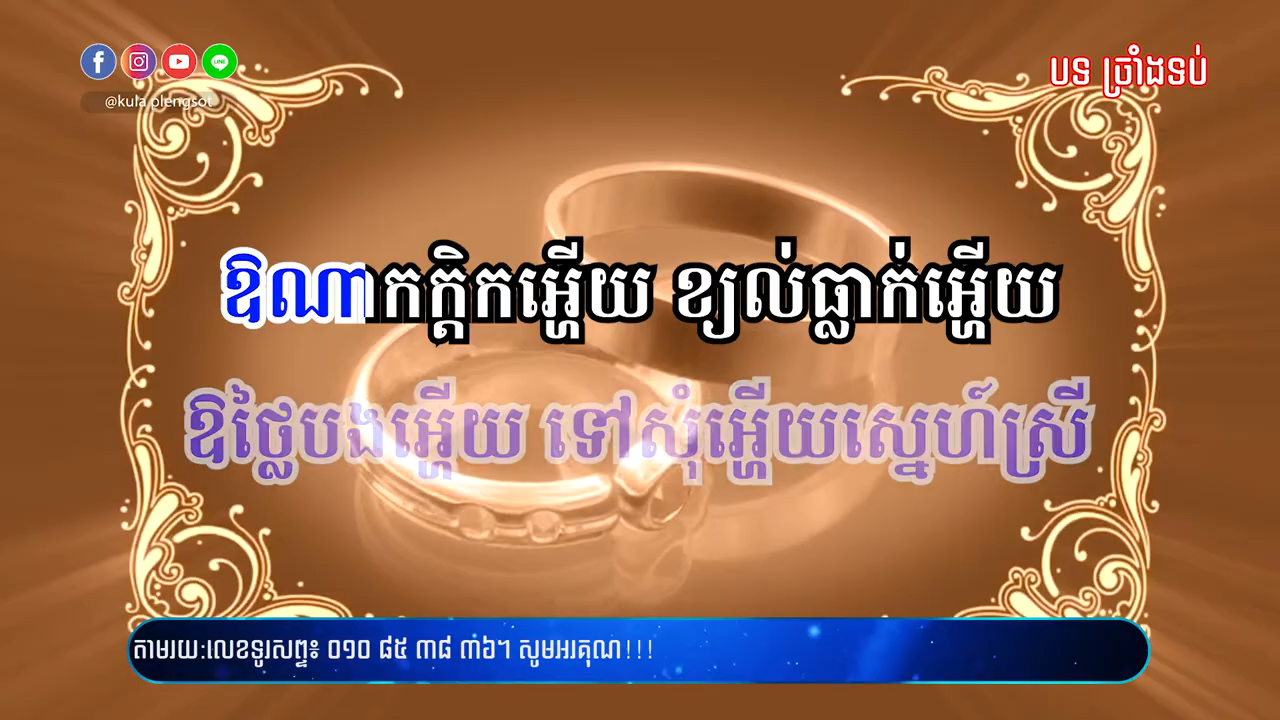 @kula plengsot
បទ ច្រាំងទប់
ឱណាកក្ដិកអ្ហើយ ខ្យល់ធ្លាក់អ្ហើយ
ឱថ្លៃបងអ្ហើយ ទៅសុំអ្ហើយស្នេហ៍ស្រី
តាមរយៈលេខទូរសព្ទ៖ ០១០ ៨៥ ៣៨ ៣៦។ សូមអរគុណ!!!